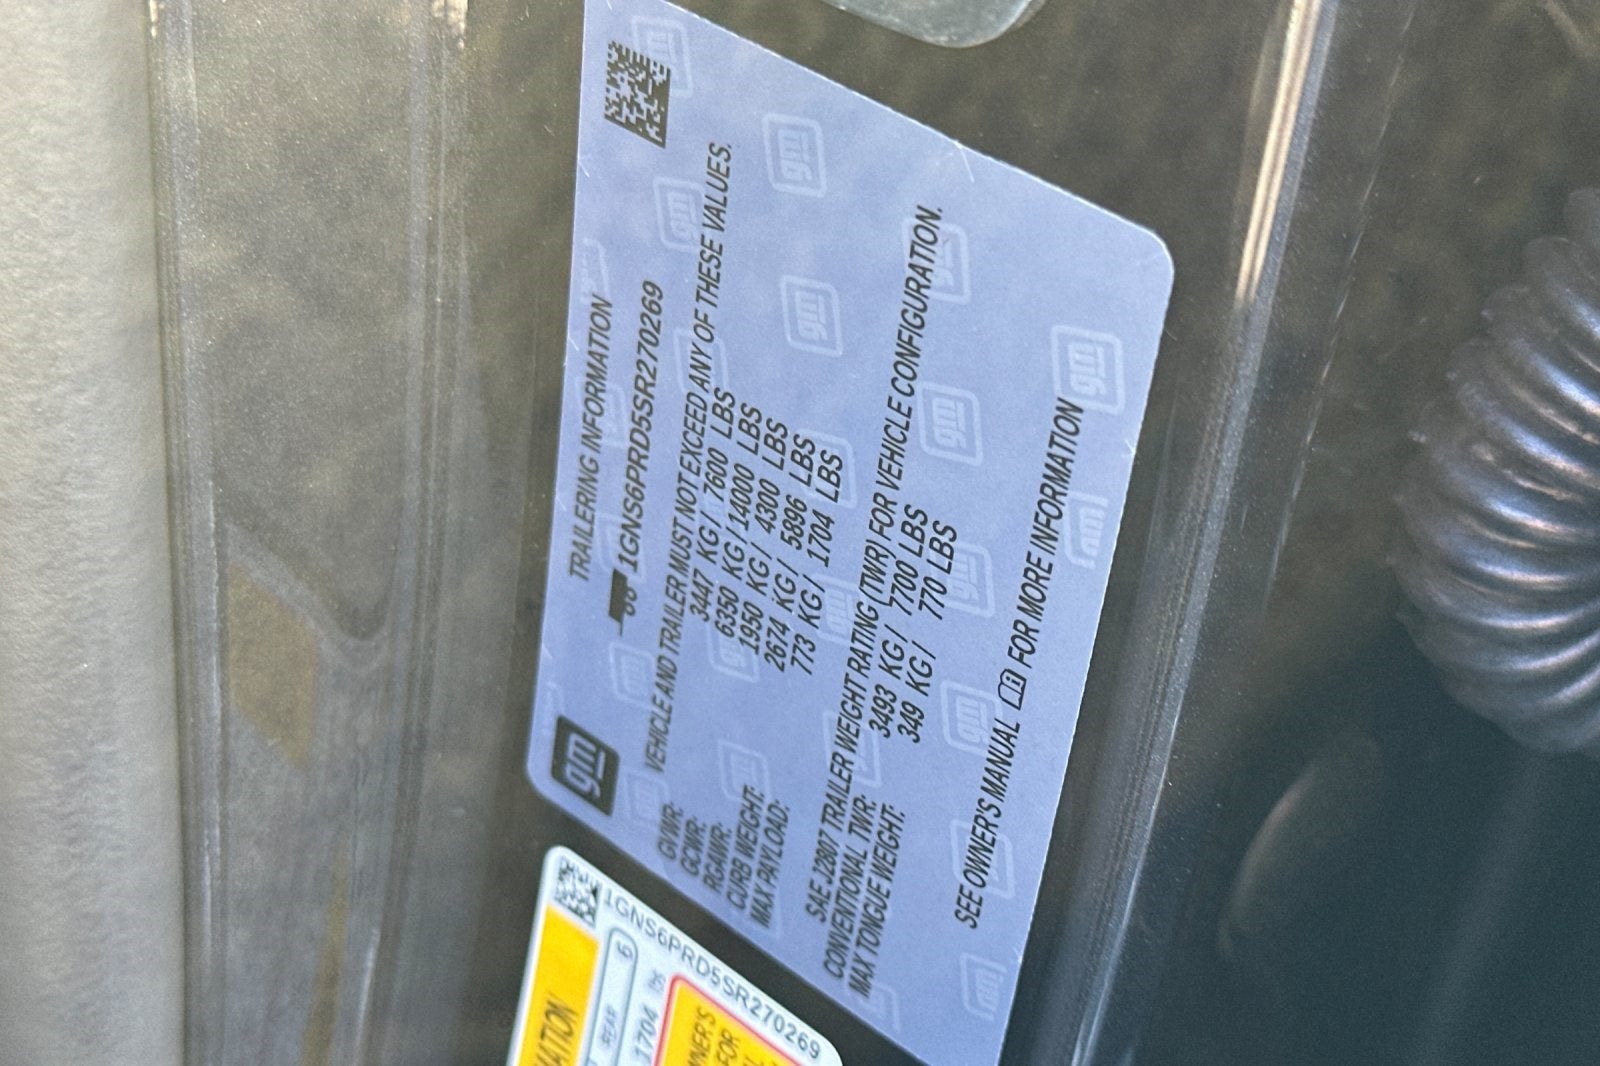 gm
TRAILERING INFORMATION
1GNS6PRD5SR270269
VEHICLE AND TRAILER MUST NOT EXCEED ANY OF THESE VALUES.
GVWR: 3447 KG / 7600 LBS
GCWR: 6350 KG / 14000 LBS
RGAWR: 1950 KG / 4300 LBS
CURB WEIGHT: 2674 KG / 5896 LBS
MAX PAYLOAD: 773 KG / 1704 LBS
SAE J2807 TRAILER WEIGHT RATING (TWR) FOR VEHICLE CONFIGURATION.
CONVENTIONAL TWR: 3493 KG / 7700 LBS
MAX TONGUE WEIGHT: 349 KG / 770 LBS
SEE OWNER'S MANUAL FOR MORE INFORMATION
1GNS6PRD5SR270269
REAR 6
1704